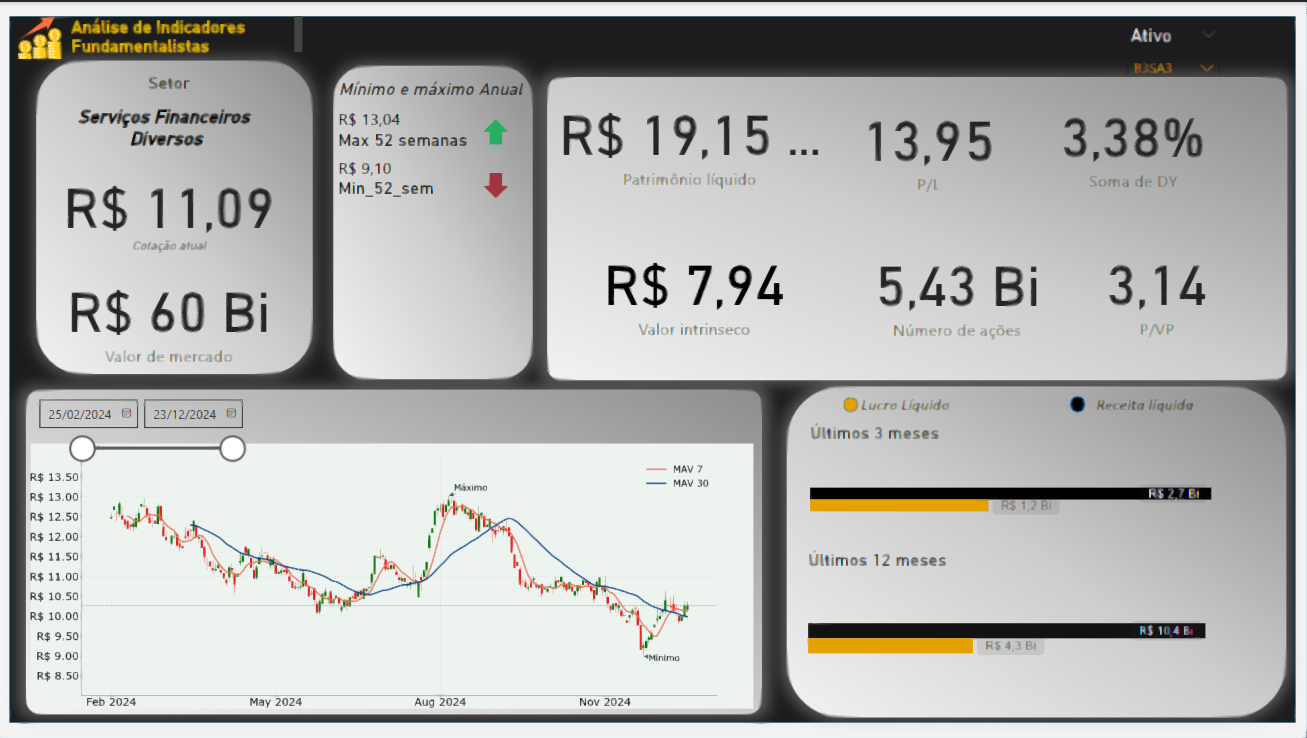 Análise de Indicadores
Fundamentalistas
Ativo
B3SA3
Setor
Serviços Financeiros
Diversos
R$ 11,09
Cotação atual
R$ 60 Bi
Valor de mercado
Mínimo e máximo Anual
R$ 13,04
Max 52 semanas
R$ 9,10
Min_52_sem
R$ 19,15 ...
Patrimônio líquido
13,95
P/L
3,38%
Soma de DY
R$ 7,94
Valor intrinseco
5,43 Bi
Número de ações
3,14
P/VP
25/02/2024
23/12/2024
MAV 7
MAV 30
Máximo
Mínimo
R$ 13.50
R$ 13.00
R$ 12.50
R$ 12.00
R$ 11.50
R$ 11.00
R$ 10.50
R$ 10.00
R$ 9.50
R$ 9.00
R$ 8.50
Feb 2024
May 2024
Aug 2024
Nov 2024
Lucro Líquido
Receita líquida
Últimos 3 meses
R$ 2,7 Bi
R$ 1,2 Bi
Últimos 12 meses
R$ 10,4 Bi
R$ 4,3 Bi